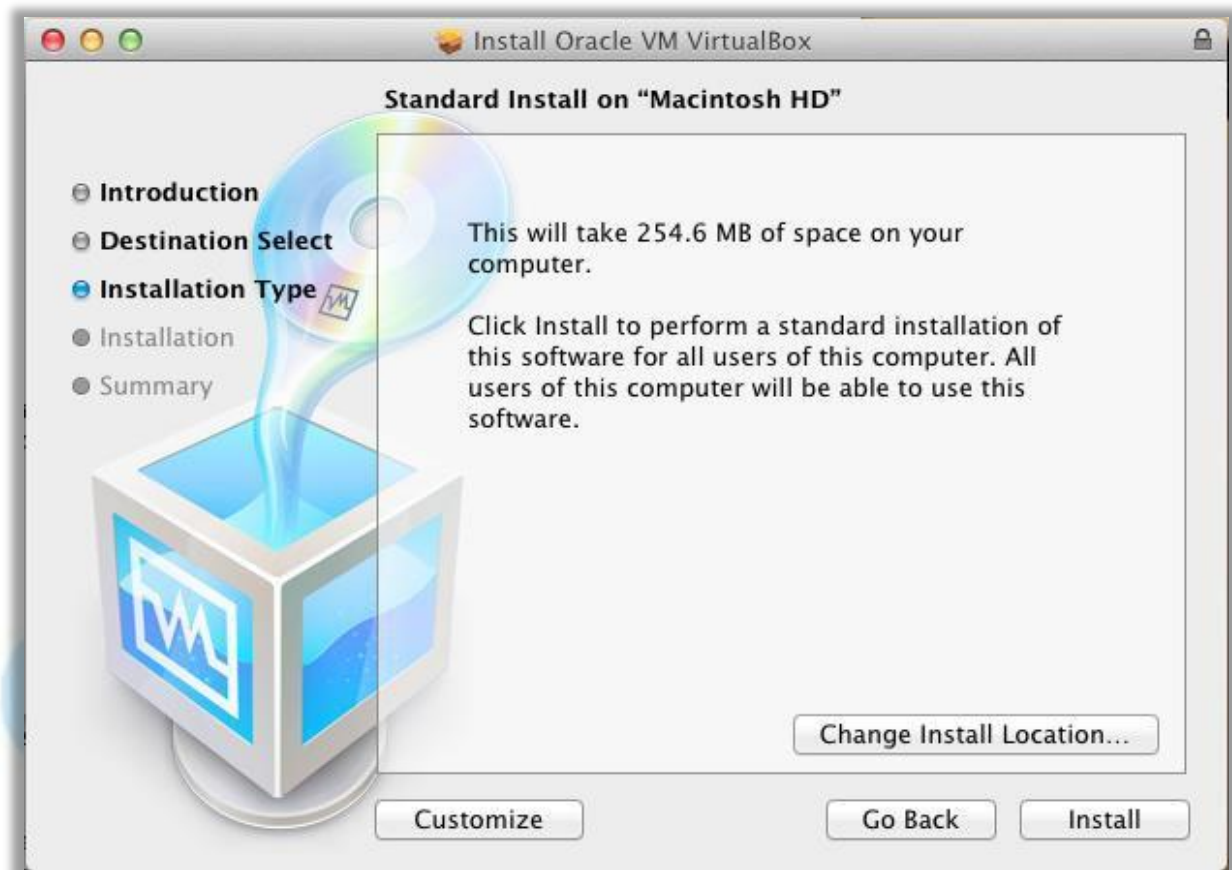 Install Oracle VM VirtualBox
Standard Install on “Macintosh HD”
Introduction
Destination Select
Installation Type
Installation
Summary
This will take 254.6 MB of space on your
computer.
Click Install to perform a standard installation of
this software for all users of this computer. All
users of this computer will be able to use this
software.
Change Install Location...
Customize
Go Back
Install